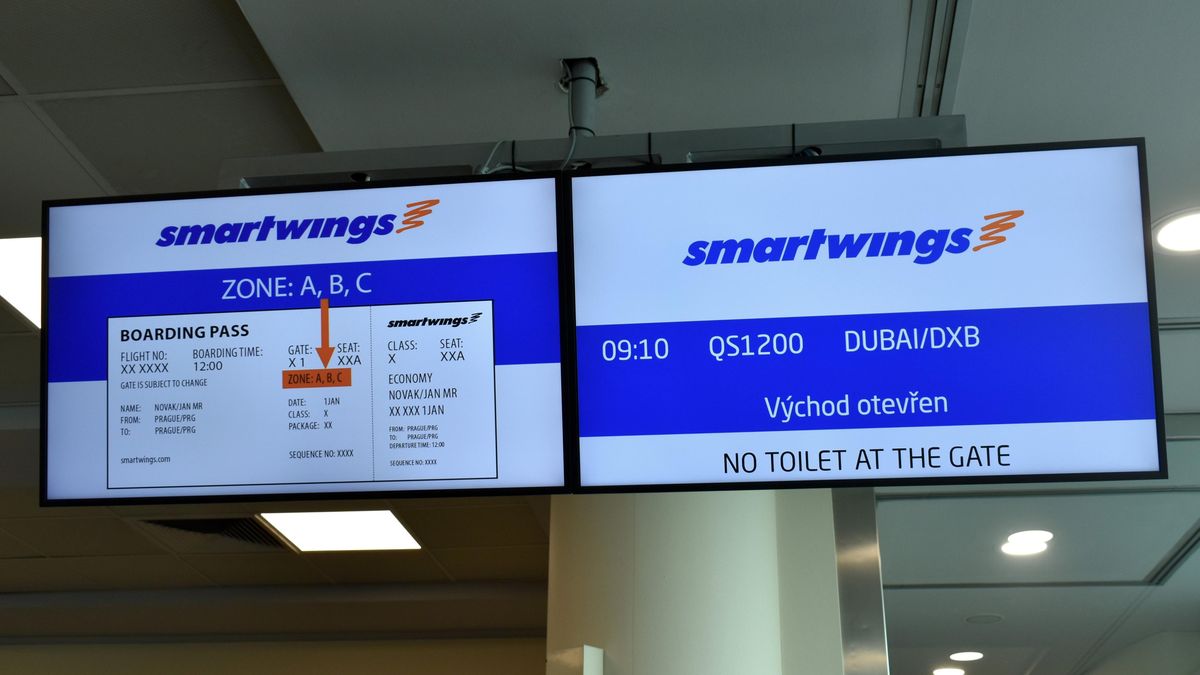 smartwings
ZONE: A, B, C
BOARDING PASS
FLIGHT NO: BOARDING TIME: GATE: SEAT:
XX XXXX 12:00 X 1 XXA
GATE IS SUBJECT TO CHANGE
ZONE: A, B, C
NAME: NOVAK/JAN MR
FROM: PRAGUE/PRG
TO: PRAGUE/PRG
DATE: 1JAN
CLASS: X
PACKAGE: XX
smartwings.com
SEQUENCE NO: XXXX
smartwings
CLASS: SEAT:
X XXA
ECONOMY
NOVAK/JAN MR
XX XXX 1JAN
FROM: PRAGUE/PRG
TO: PRAGUE/PRG
DEPARTURE TIME: 12:00
SEQUENCE NO: XXXX
smartwings
09:10 QS1200 DUBAI/DXB
Východ otevřen
NO TOILET AT THE GATE